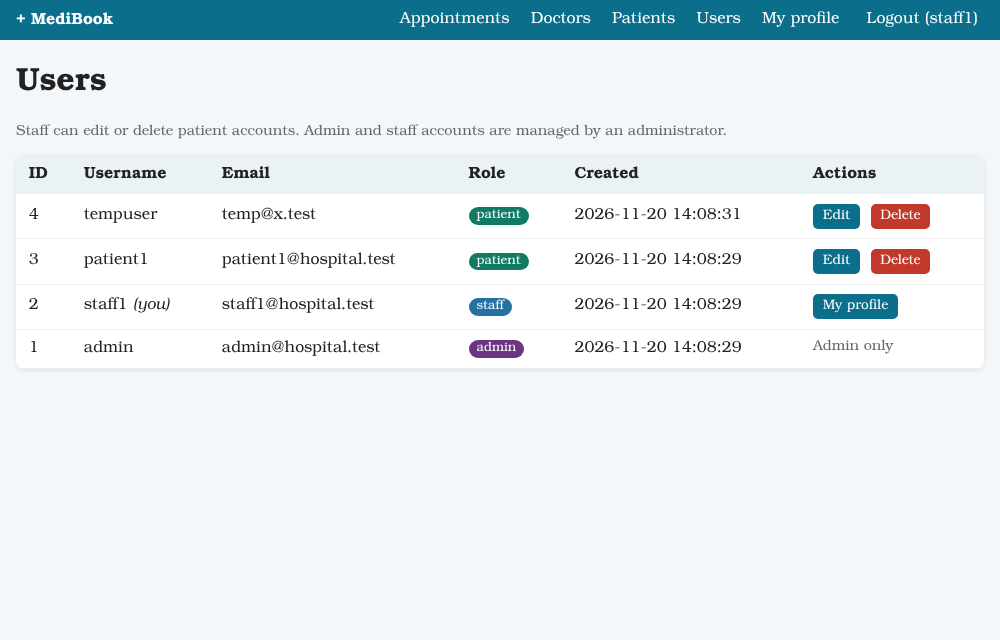 + MediBook Appointments Doctors Patients Users My profile Logout (staff1)
Users
Staff can edit or delete patient accounts. Admin and staff accounts are managed by an administrator.
ID Username Email Role Created Actions
4 tempuser temp@x.test patient 2026-11-20 14:08:31 Edit Delete
3 patient1 patient1@hospital.test patient 2026-11-20 14:08:29 Edit Delete
2 staff1 (you) staff1@hospital.test staff 2026-11-20 14:08:29 My profile
1 admin admin@hospital.test admin 2026-11-20 14:08:29 Admin only